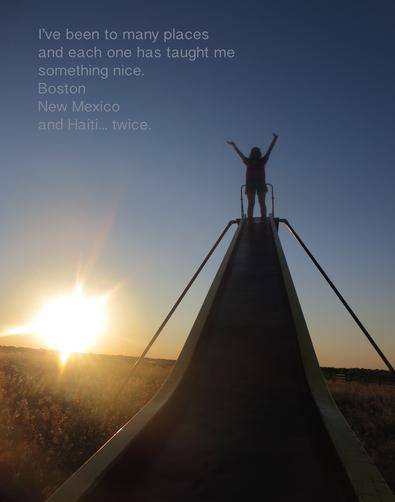 I've been to many places
and each one has taught me
something nice.
Boston
New Mexico
and Haiti... twice.